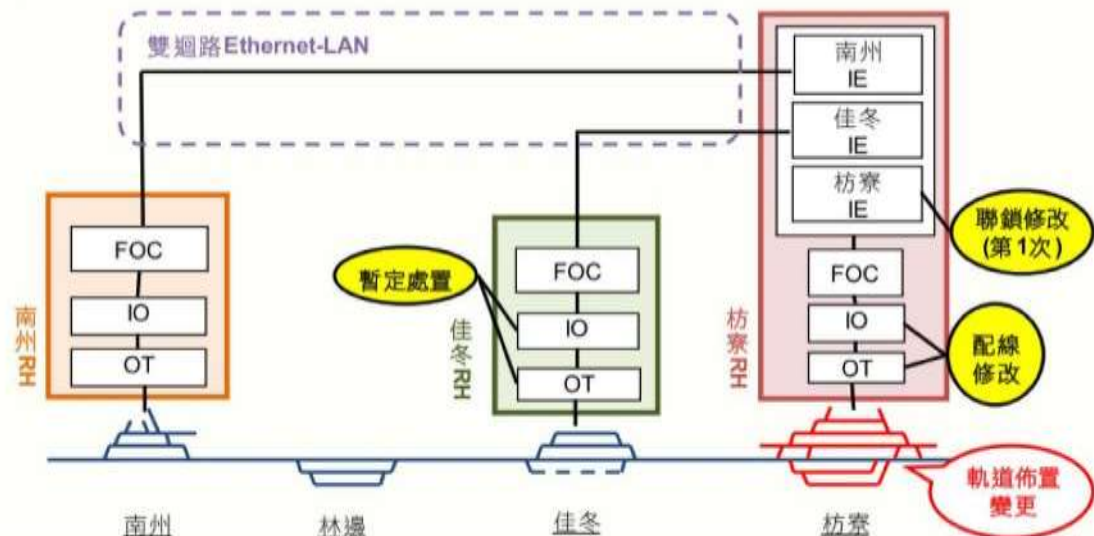 雙迴路Ethernet-LAN
南州
IE
佳冬
IE
枋寮
IE
聯鎖修改
(第1次)
FOC
IO
OT
南州RH
暫定處置
FOC
IO
OT
佳冬RH
FOC
IO
OT
枋寮RH
配線
修改
軌道佈置
變更
南州
林邊
佳冬
枋寮